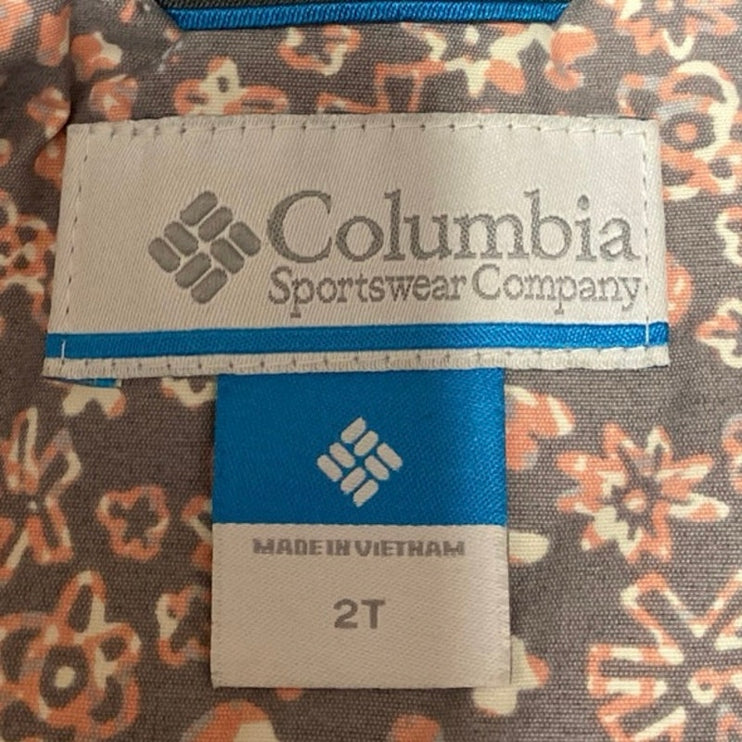 Columbia
Sportswear Company
MADE IN VIETNAM
2T